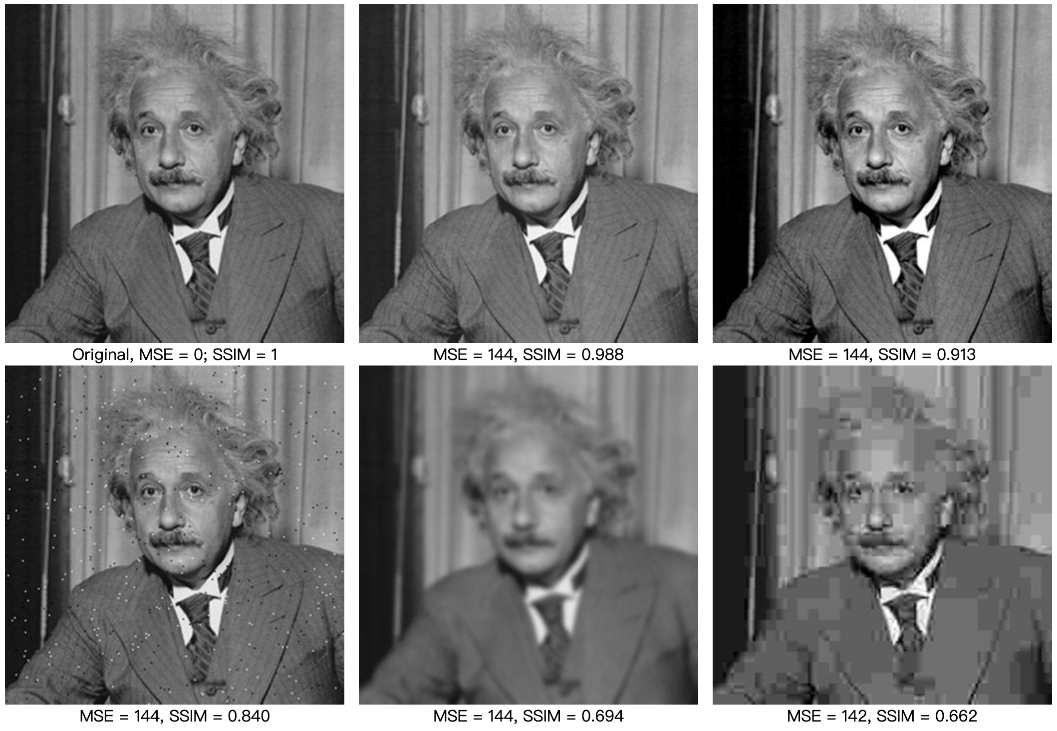 Original, MSE = 0; SSIM = 1
MSE = 144, SSIM = 0.988
MSE = 144, SSIM = 0.913
MSE = 144, SSIM = 0.840
MSE = 144, SSIM = 0.694
MSE = 142, SSIM = 0.662